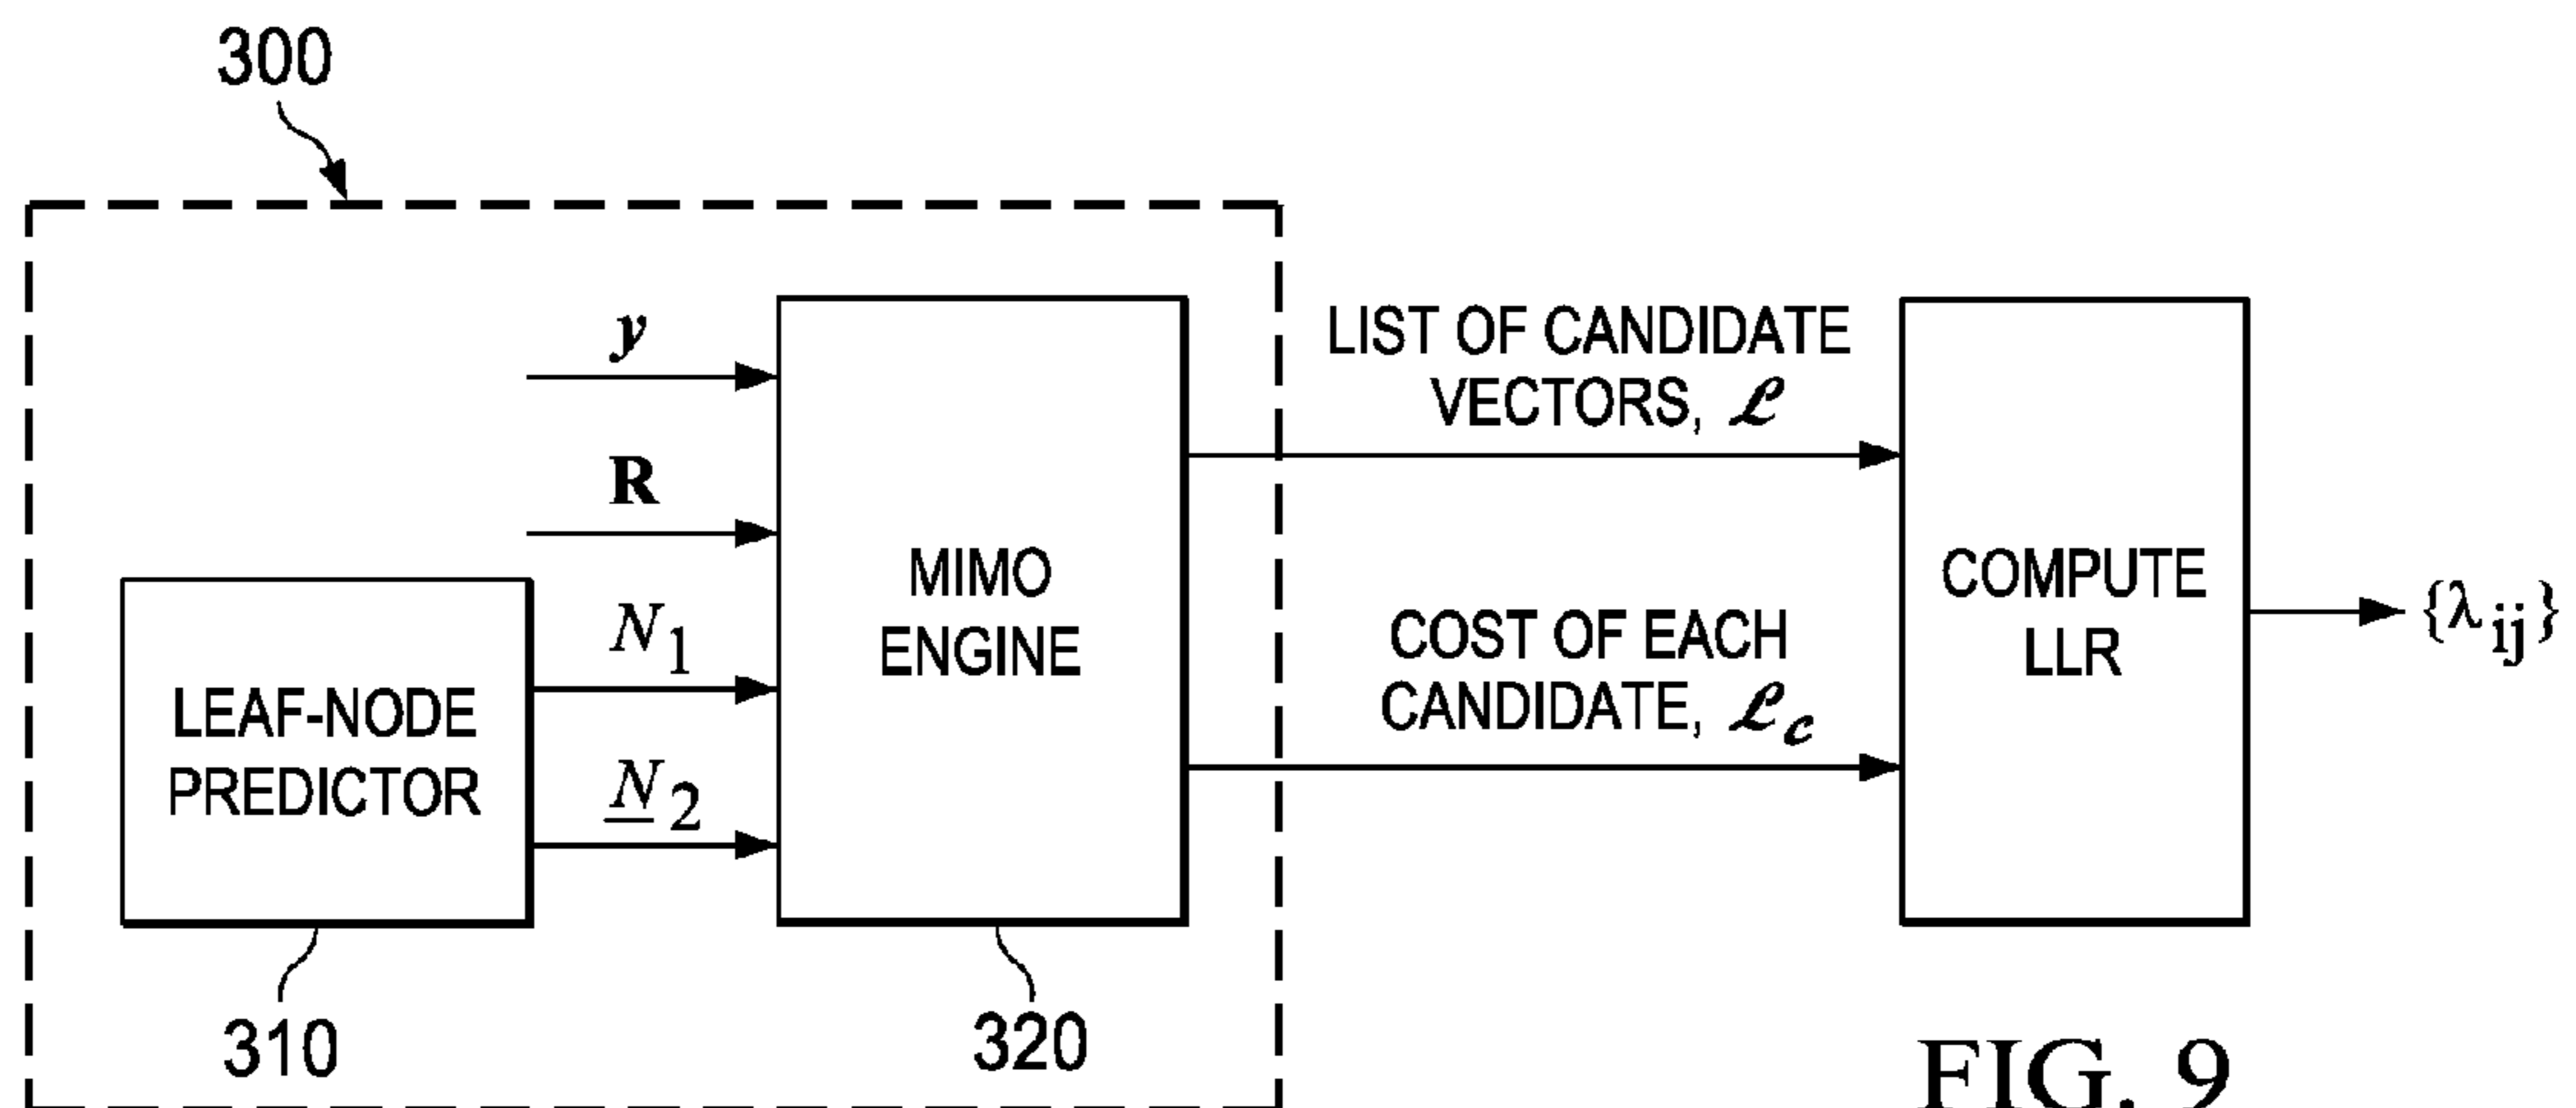 300
y
R
N1
N2
LEAF-NODE
PREDICTOR
310
MIMO
ENGINE
320
LIST OF CANDIDATE
VECTORS, ℒ
COST OF EACH
CANDIDATE, ℒc
COMPUTE
LLR
{λij}
FIG. 9